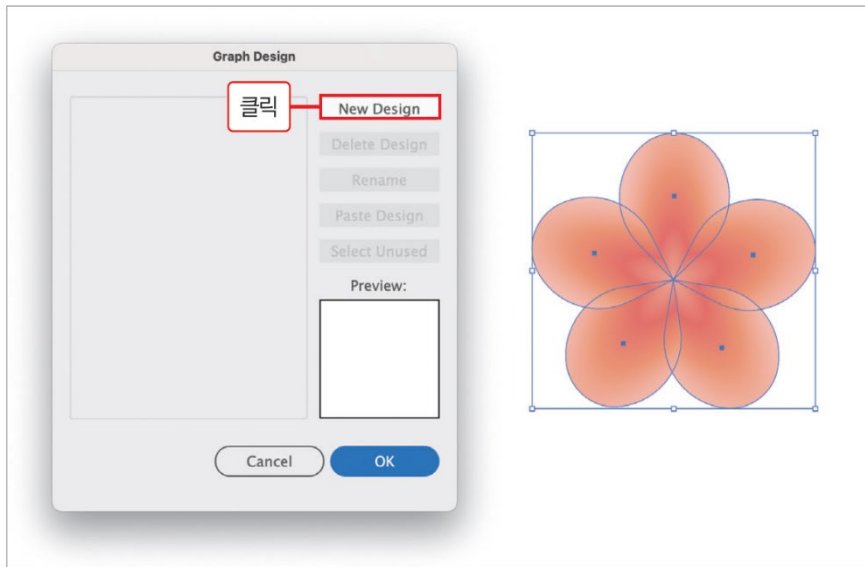 Graph Design
클릭
New Design
Delete Design
Rename
Paste Design
Select Unused
Preview:
Cancel
OK